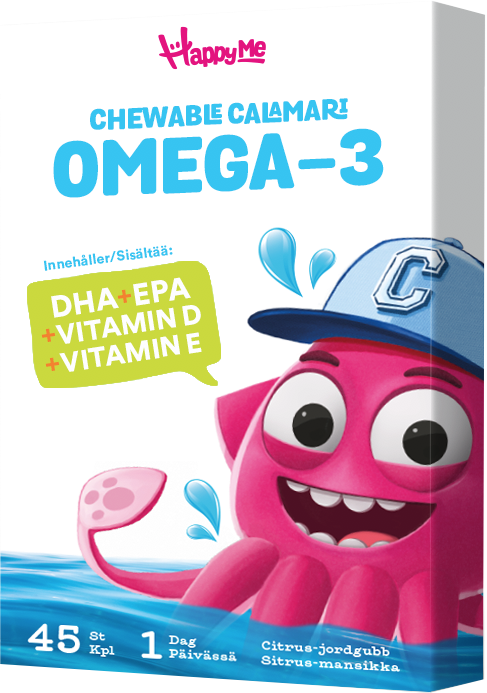 HappyMe
CHEWABLE CALAMARI
OMEGA-3
Innehåller/Sisältää:
DHA+EPA
+VITAMIN D
+VITAMIN E
C
45 St
Kpl
1 Dag
Päivässä
Citrus-jordgubb
Sitrus-mansikka